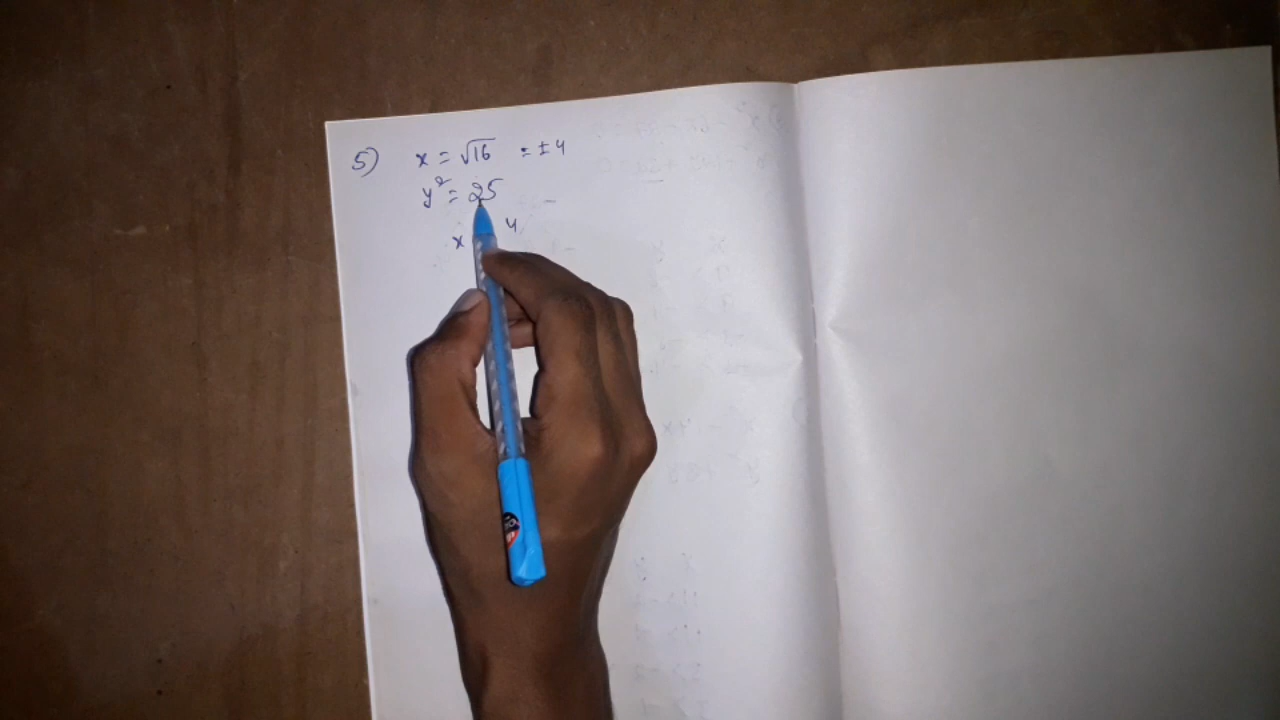 5) x = √16 = ±4
y² = 25
x 4